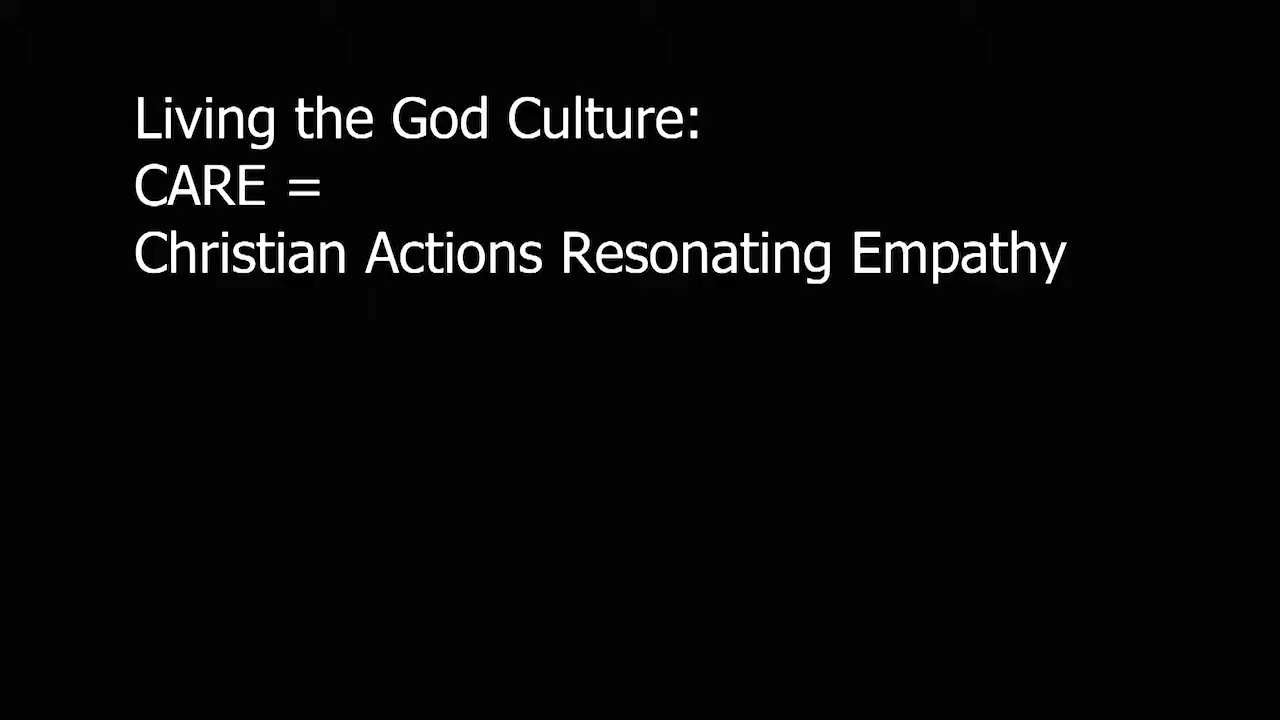 Living the God Culture:
CARE =
Christian Actions Resonating Empathy